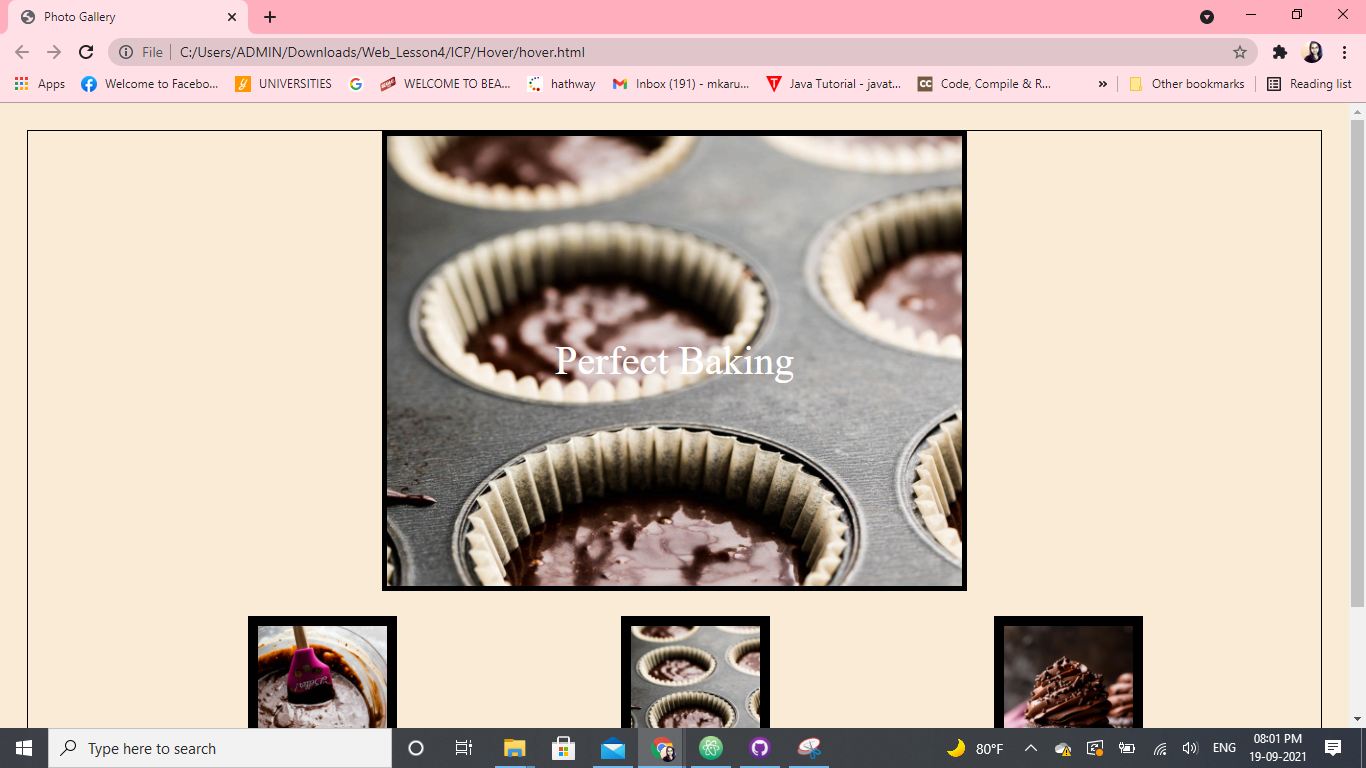 Photo Gallery
File C:/Users/ADMIN/Downloads/Web_Lesson4/ICP/Hover/hover.html
Apps Welcome to Facebo... UNIVERSITIES WELCOME TO BEA... hathway Inbox (191) - mkaru... Java Tutorial - javat... Code, Compile & R... » Other bookmarks Reading list
Perfect Baking
Type here to search 80°F ENG 08:01 PM
19-09-2021